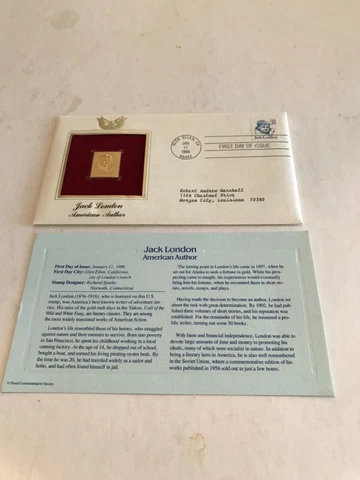 GLEN ELLEN CA
JAN
11
1986
95442
Jack London
FIRST DAY OF ISSUE
Jack London
American Author
Robert Andrew Marshall
1106 Chestnut Drive
Morgan City, Louisiana 70380
Jack London
American Author
First Day of Issue: January 11, 1986
First Day City: Glen Ellen, California,
site of London's ranch
Stamp Designer: Richard Sparks
Norwalk, Connecticut
Jack London (1876-1916), who is honored on this U.S.
stamp, was America's best known writer of adventure sto-
ries. His tales of the gold rush days in the Yukon, Call of the
Wild and White Fang, are literary classics. They are among
the most widely translated works of American fiction.
London's life resembled those of his heroes, who struggled
against nature and their enemies to survive. Born into poverty
in San Francisco, he spent his childhood working in a local
canning factory. At the age of 14, he dropped out of school,
bought a boat, and earned his living pirating oyster beds. By
the time he was 20, he had traveled widely as a sailor and
hobo, and had often found himself in jail.
The turning point in London's life came in 1897, when he
set out for Alaska to seek a fortune in gold. While his pros-
pecting came to naught, his experiences would eventually
bring him his fortune, when he recounted them in short sto-
ries, novels, essays, and plays.
Having made the decision to become an author, London set
about the task with great determination. By 1902, he had pub-
lished three volumes of short stories, and his reputation was
established. For the remainder of his life, he remained a pro-
lific writer, turning out some 50 books.
With fame and financial independence, London was able to
devote large amounts of time and money to promoting his
ideals, many of which were socialist in nature. In addition to
being a literary hero in America, he is also well remembered
in the Soviet Union, where a commemorative edition of his
works published in 1956 sold out in just a few hours.
© Postal Commemorative Society